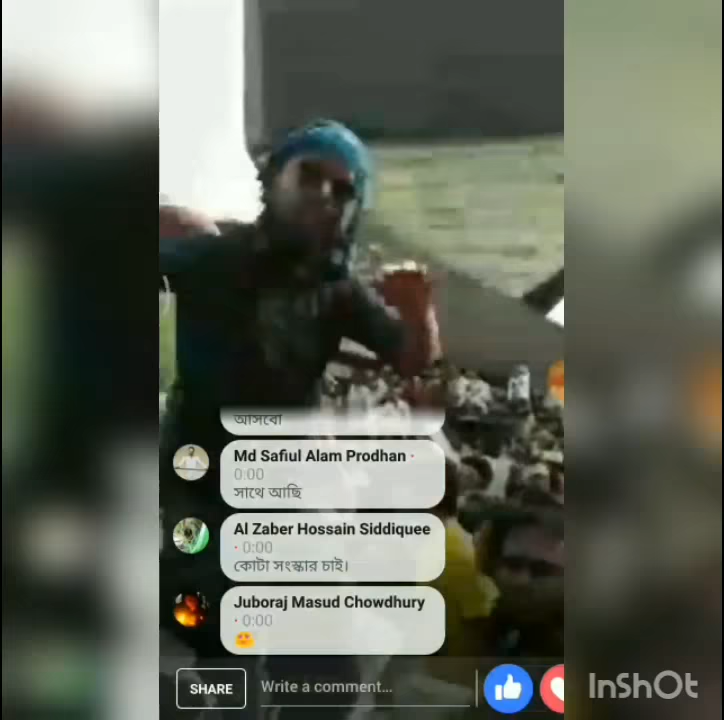 আসবো
Md Safiul Alam Prodhan ·
0:00
সাথে আছি
Al Zaber Hossain Siddiquee
· 0:00
কোটা সংস্কার চাই।
Juboraj Masud Chowdhury
· 0:00
😍
SHARE
Write a comment...
InShOt